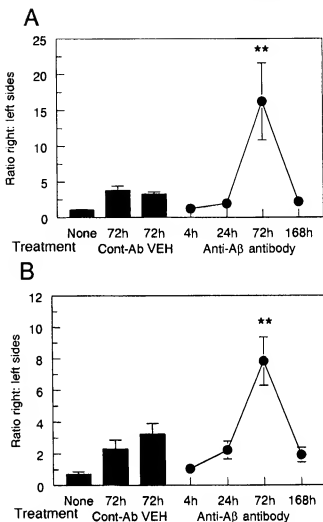 A
Ratio right: left sides
25
20
15
10
5
0
**
None 72h 72h 4h 24h 72h 168h
Treatment Cont-Ab VEH Anti-Aβ antibody
B
Ratio right: left sides
12
10
8
6
4
2
0
**
None 72h 72h 4h 24h 72h 168h
Treatment Cont-Ab VEH Anti-Aβ antibody